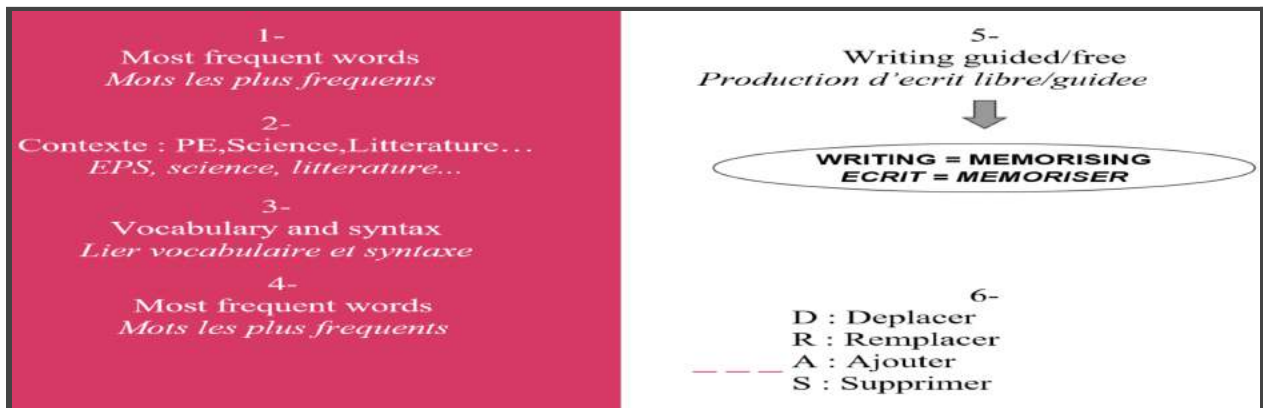 1-
Most frequent words
Mots les plus frequents
2-
Contexte : PE,Science,Litterature...
EPS, science, litterature...
3-
Vocabulary and syntax
Lier vocabulaire et syntaxe
4-
Most frequent words
Mots les plus frequents
5-
Writing guided/free
Production d'ecrit libre/guidee
WRITING = MEMORISING
ECRIT = MEMORISER
6-
D : Deplacer
R : Remplacer
_ _ _ A : Ajouter
S : Supprimer